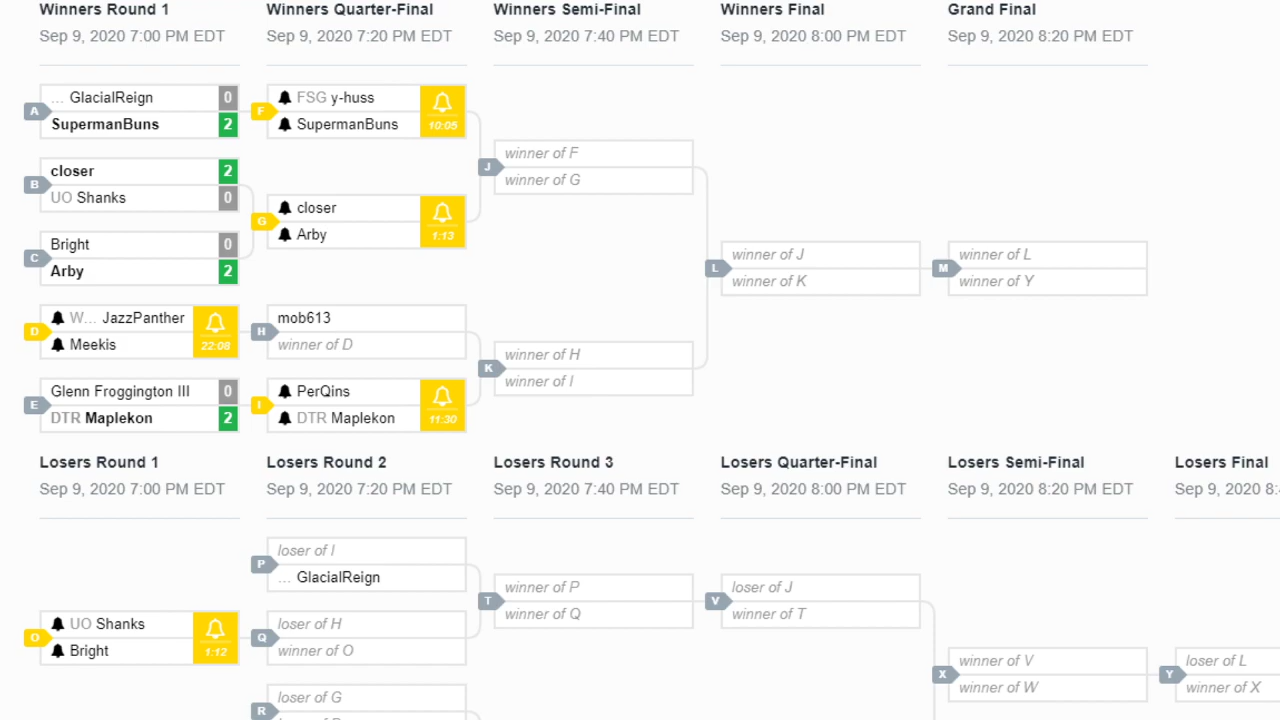 Winners Round 1
Sep 9, 2020 7:00 PM EDT
Winners Quarter-Final
Sep 9, 2020 7:20 PM EDT
Winners Semi-Final
Sep 9, 2020 7:40 PM EDT
Winners Final
Sep 9, 2020 8:00 PM EDT
Grand Final
Sep 9, 2020 8:20 PM EDT
A
... GlacialReign 0
SupermanBuns 2
B
closer 2
UO Shanks 0
C
Bright 0
Arby 2
D
W... JazzPanther
Meekis
22:08
E
Glenn Froggington III 0
DTR Maplekon 2
F
FSG y-huss
SupermanBuns
10:05
G
closer
Arby
1:13
H
mob613
winner of D
I
PerQins
DTR Maplekon
11:30
J
winner of F
winner of G
K
winner of H
winner of I
L
winner of J
winner of K
M
winner of L
winner of Y
Losers Round 1
Sep 9, 2020 7:00 PM EDT
Losers Round 2
Sep 9, 2020 7:20 PM EDT
Losers Round 3
Sep 9, 2020 7:40 PM EDT
Losers Quarter-Final
Sep 9, 2020 8:00 PM EDT
Losers Semi-Final
Sep 9, 2020 8:20 PM EDT
Losers Final
Sep 9, 2020 8:
O
UO Shanks
Bright
1:12
P
loser of I
... GlacialReign
Q
loser of H
winner of O
R
loser of G
T
winner of P
winner of Q
V
loser of J
winner of T
X
winner of V
winner of W
Y
loser of L
winner of X